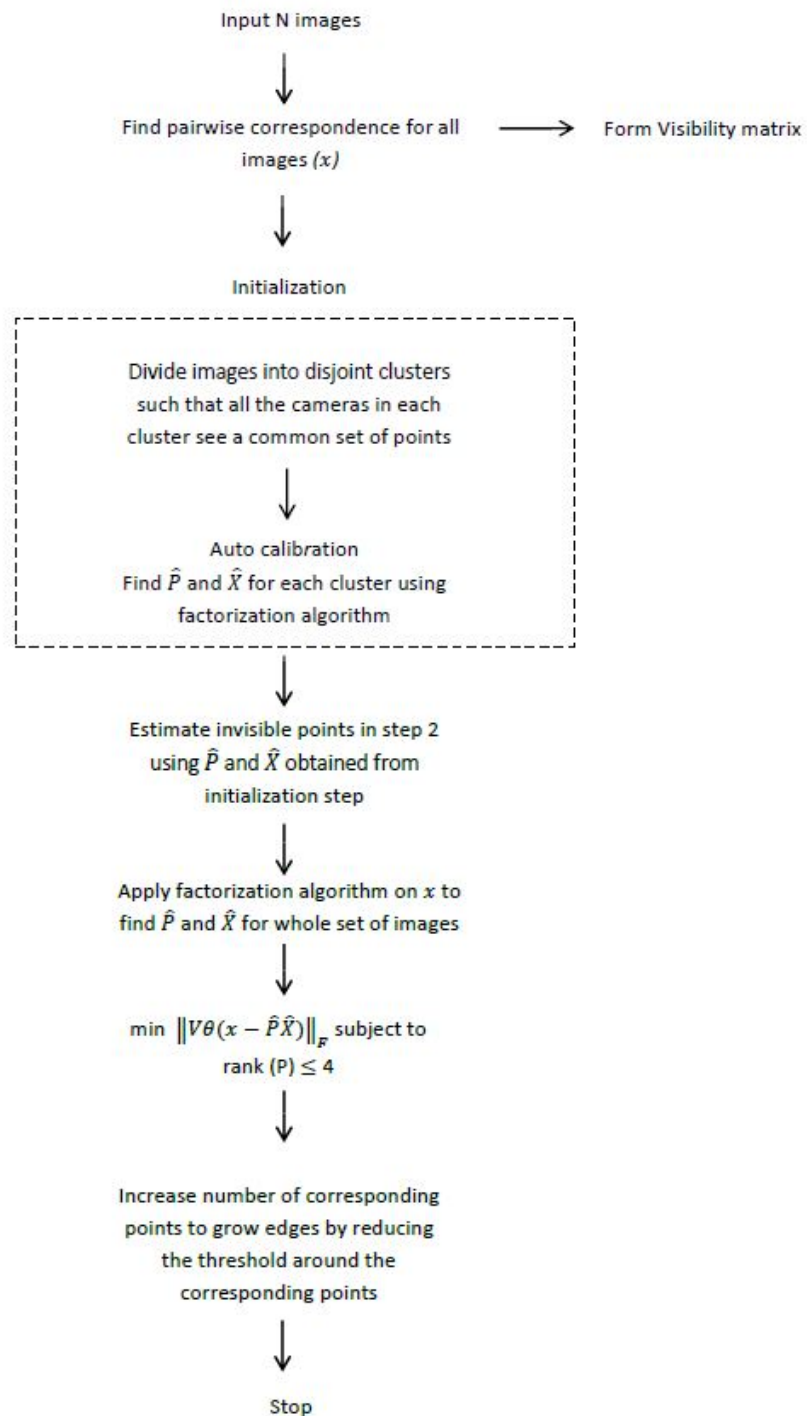 Input N images
Find pairwise correspondence for all
images (x)
Form Visibility matrix
Initialization
Divide images into disjoint clusters
such that all the cameras in each
cluster see a common set of points
Auto calibration
Find P̂ and X̂ for each cluster using
factorization algorithm
Estimate invisible points in step 2
using P̂ and X̂ obtained from
initialization step
Apply factorization algorithm on x to
find P̂ and X̂ for whole set of images
min ‖Vθ(x − P̂X̂)‖_F subject to
rank (P) ≤ 4
Increase number of corresponding
points to grow edges by reducing
the threshold around the
corresponding points
Stop